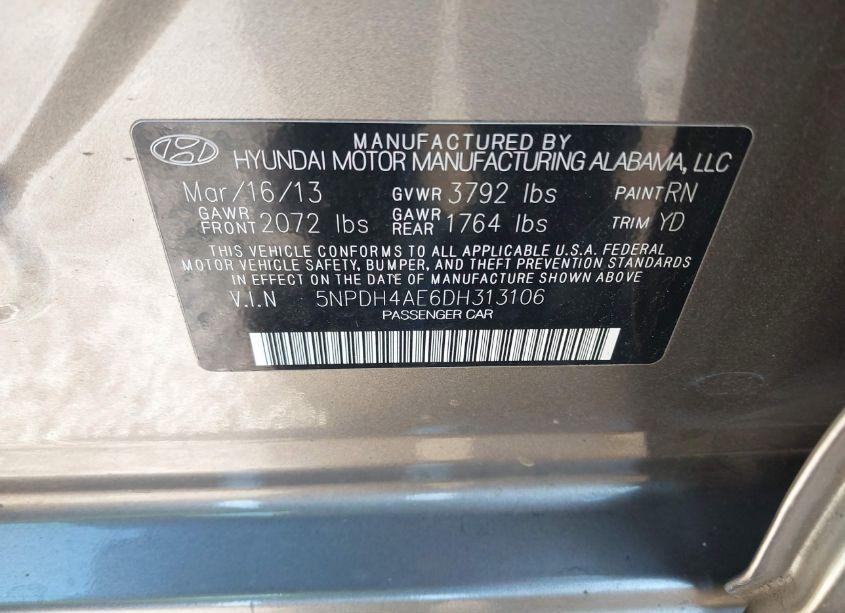 MANUFACTURED BY
HYUNDAI MOTOR MANUFACTURING ALABAMA, LLC
Mar/16/13 GVWR 3792 lbs PAINT RN
GAWR FRONT 2072 lbs GAWR REAR 1764 lbs TRIM YD
THIS VEHICLE CONFORMS TO ALL APPLICABLE U.S.A. FEDERAL
MOTOR VEHICLE SAFETY, BUMPER, AND THEFT PREVENTION STANDARDS
IN EFFECT ON THE DATE OF MANUFACTURE SHOWN ABOVE
V.I.N 5NPDH4AE6DH313106
PASSENGER CAR